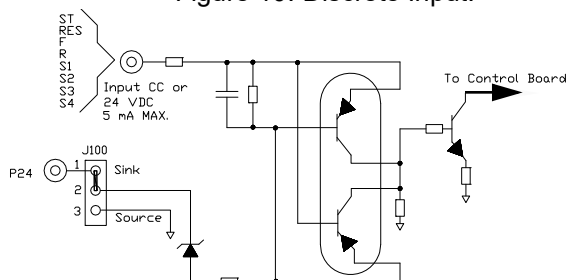 Figure 10. Discrete Input.
ST
RES
F
R
S1
S2
S3
S4
Input CC or
24 VDC
5 mA MAX.
To Control Board
J100
P24
1
Sink
2
3
Source